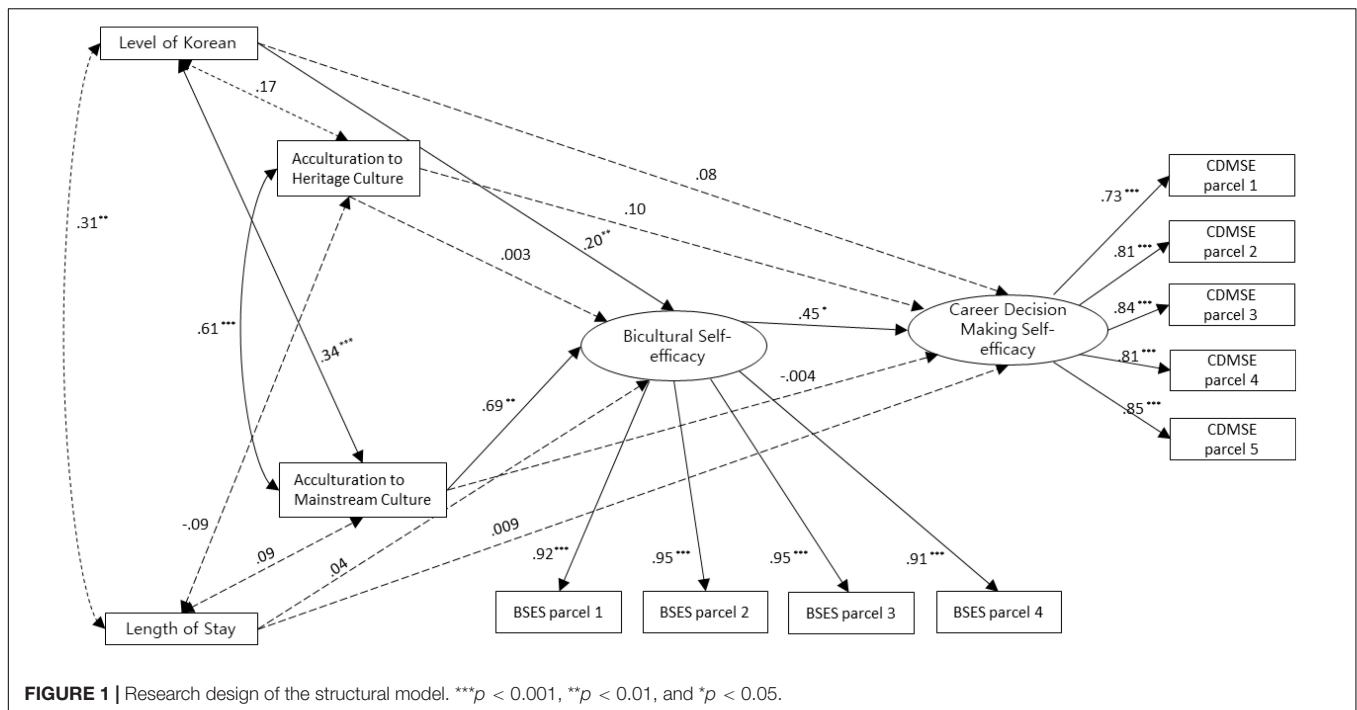 Level of Korean
.17
Acculturation to
Heritage Culture
.08
CDMSE
parcel 1
.73***
.31**
.10
.20**
.003
CDMSE
parcel 2
.81***
CDMSE
parcel 3
.84***
.61***
.34***
Bicultural Self-
efficacy
.45*
Career Decision
Making Self-
efficacy
.81***
CDMSE
parcel 4
-.004
.69**
.85***
CDMSE
parcel 5
Acculturation to
Mainstream Culture
-.09
.09
.04
.009
.92***
.95***
.95***
.91***
BSES parcel 1
BSES parcel 2
BSES parcel 3
BSES parcel 4
Length of Stay
FIGURE 1 | Research design of the structural model. ***p < 0.001, **p < 0.01, and *p < 0.05.